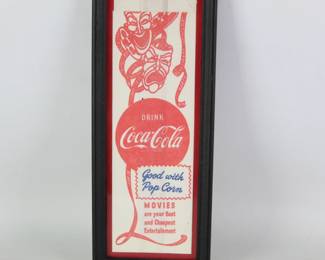 DRINK
Coca-Cola
Good with
Pop Corn
MOVIES
are your Best
and Cheapest
Entertainment